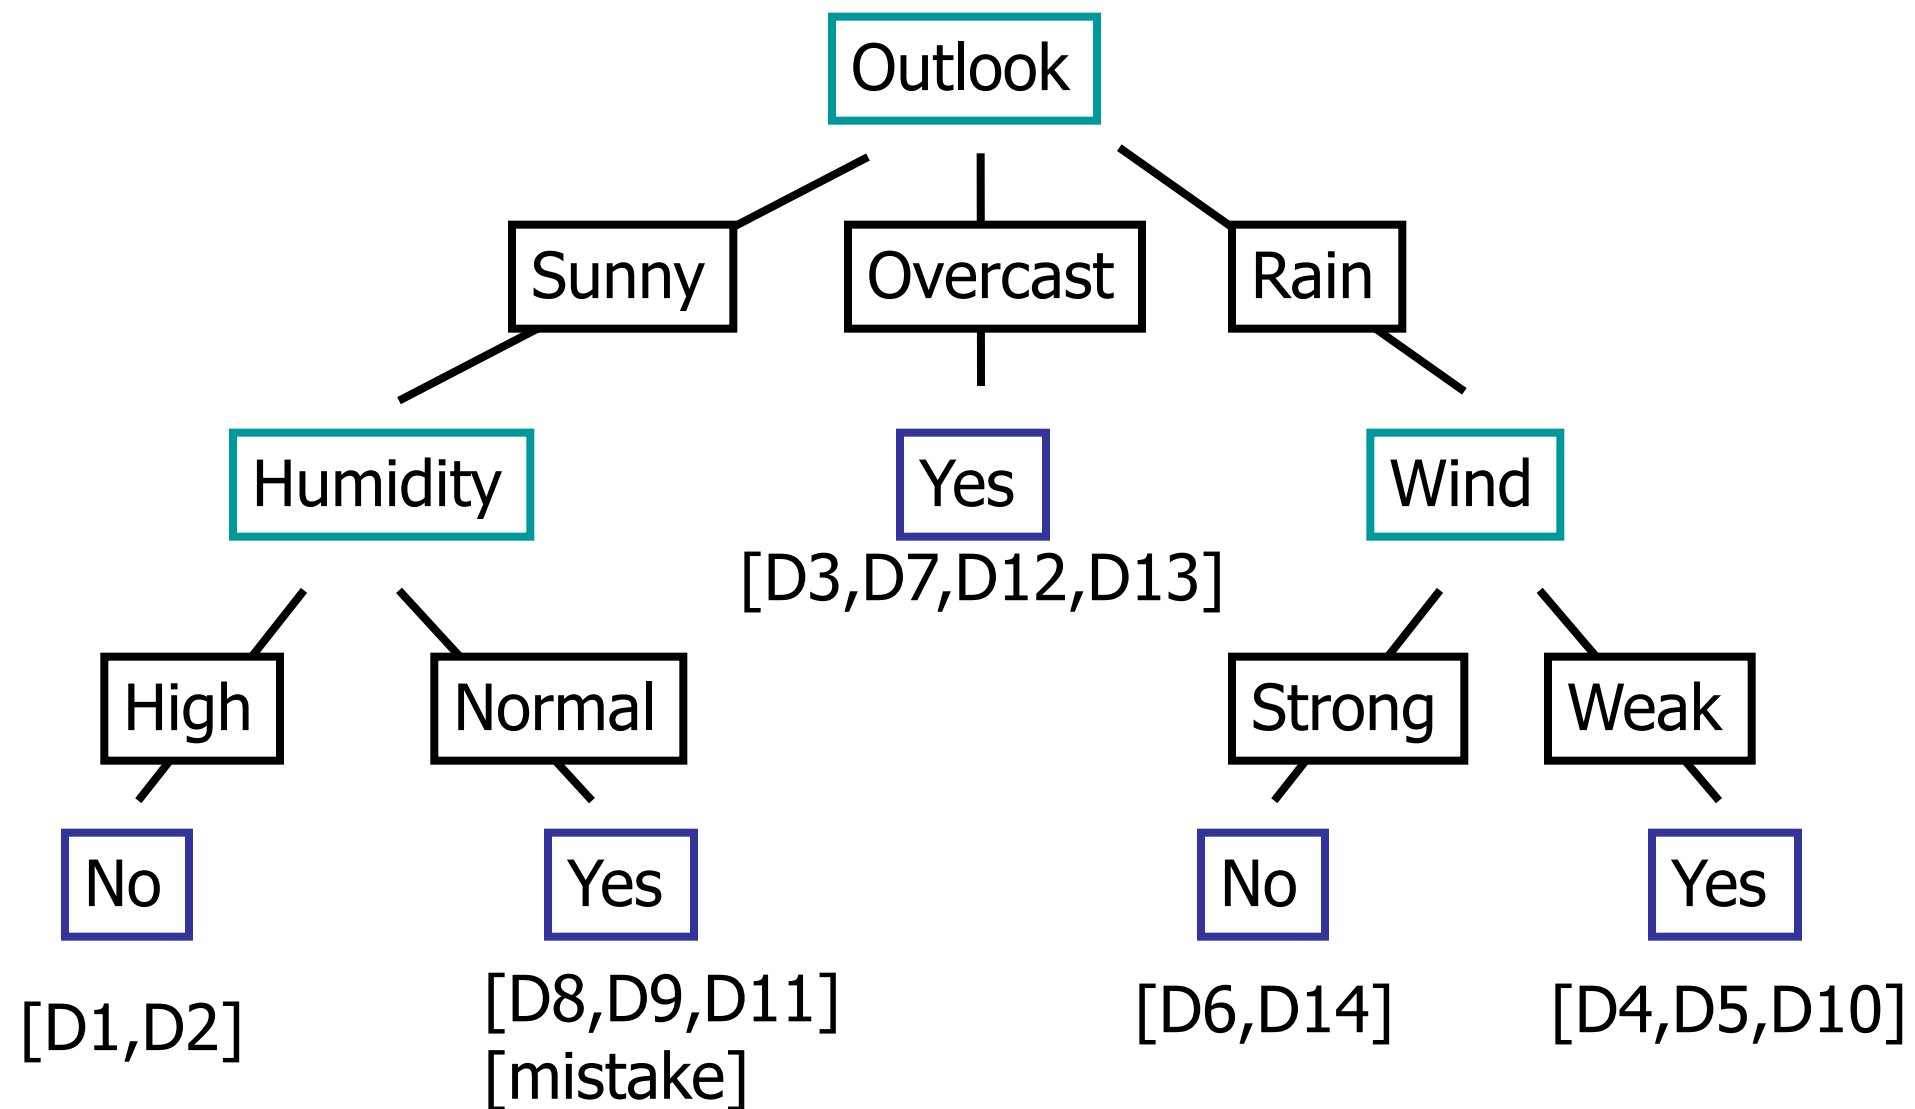 Outlook
Sunny
Overcast
Rain
Humidity
Yes
Wind
[D3,D7,D12,D13]
High
Normal
Strong
Weak
No
Yes
No
Yes
[D1,D2]
[D8,D9,D11]
[mistake]
[D6,D14]
[D4,D5,D10]